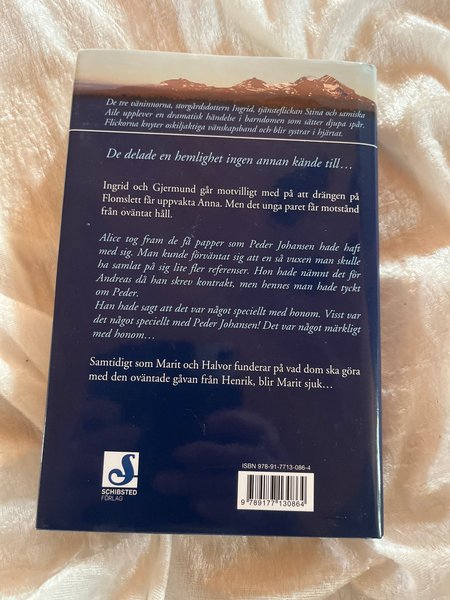 De tre väninnorna, storgårdsdottern Ingrid, tjänsteflickan Stina och samiska
Aile upplever en dramatisk händelse i barndomen som sätter djupa spår.
Flickorna knyter oskiljaktiga vänskapsband och blir systrar i hjärtat.
De delade en hemlighet ingen annan kände till…
Ingrid och Gjermund går motvilligt med på att drängen på
Flomslett får uppvakta Anna. Men det unga paret får motstånd
från oväntat håll.
Alice tog fram de få papper som Peder Johansen hade haft
med sig. Man kunde förväntat sig att en så vuxen man skulle
ha samlat på sig lite fler referenser. Hon hade nämnt det för
Andreas då han skrev kontrakt, men hennes man hade tyckt
om Peder.
Han hade sagt att det var något speciellt med honom. Visst var
det något speciellt med Peder Johansen! Det var något märkligt
med honom…
Samtidigt som Marit och Halvor funderar på vad dom ska göra
med den oväntade gåvan från Henrik, blir Marit sjuk…
SCHIBSTED
FÖRLAG
ISBN 978-91-7713-086-4
9 789177 130864